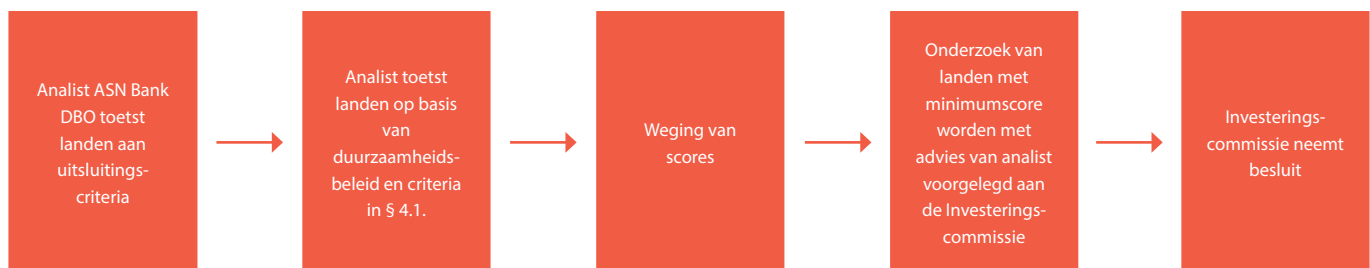 Analist ASN Bank
DBO toetst
landen aan
uitsluitings-
criteria
Analist toetst
landen op basis
van
duurzaamheids-
beleid en criteria
in § 4.1.
Weging van
scores
Onderzoek van
landen met
minimumscore
worden met
advies van analist
voorgelegd aan
de Investerings-
commissie
Investerings-
commissie neemt
besluit